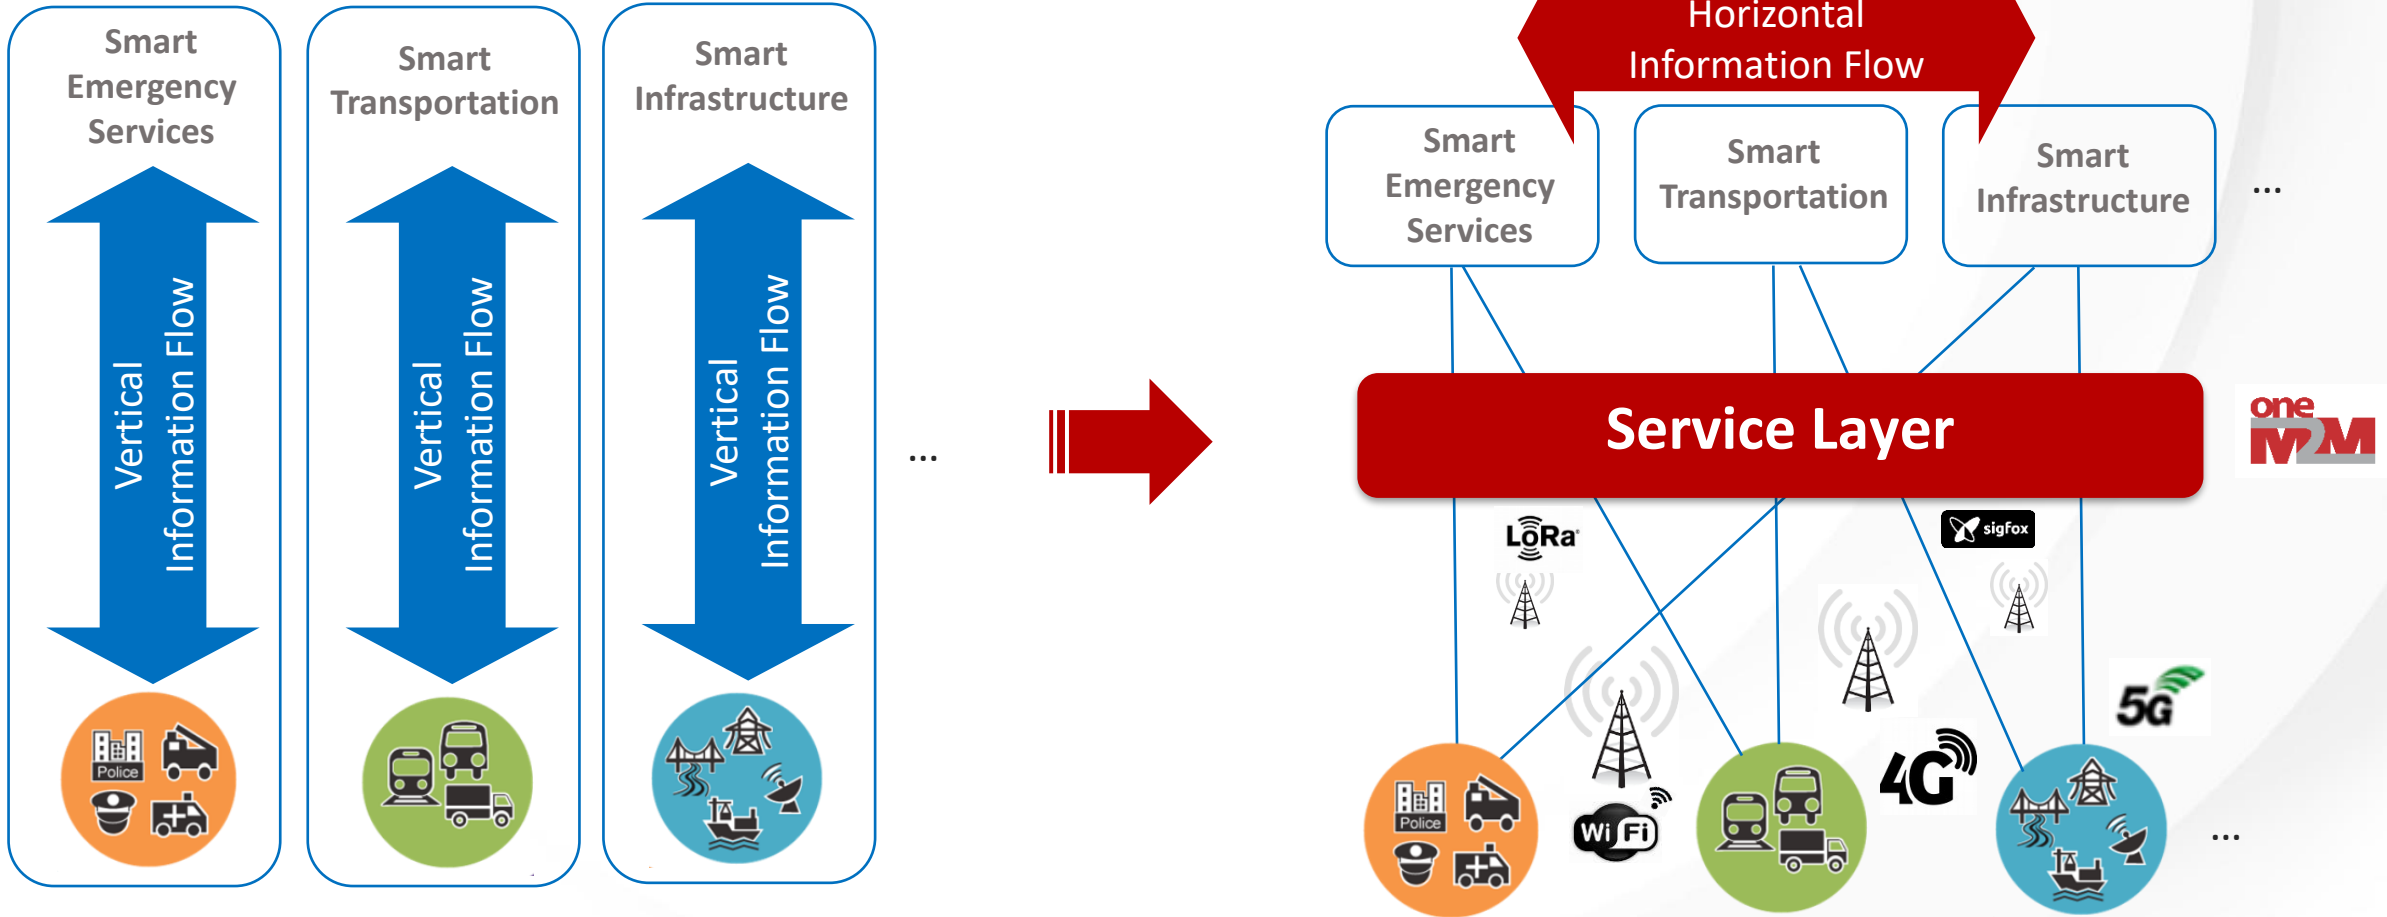 Smart
Emergency
Services
Vertical
Information Flow
Police
Smart
Transportation
Vertical
Information Flow
Smart
Infrastructure
Vertical
Information Flow
...
Horizontal
Information Flow
Smart
Emergency
Services
Smart
Transportation
Smart
Infrastructure
...
Service Layer
one
M2M
LoRa
sigfox
5G
4G
Wi Fi
Police
...